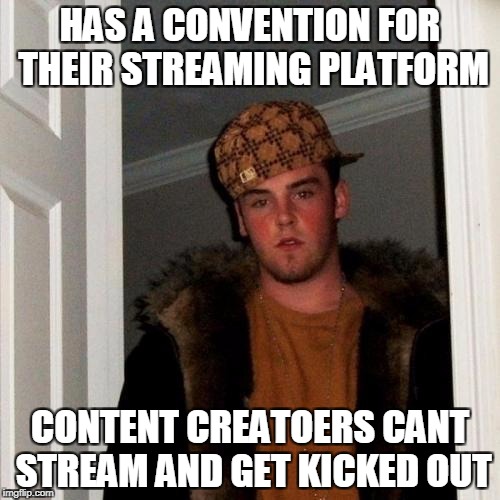 HAS A CONVENTION FOR
THEIR STREAMING PLATFORM
CONTENT CREATOERS CANT
STREAM AND GET KICKED OUT
imgflip.com